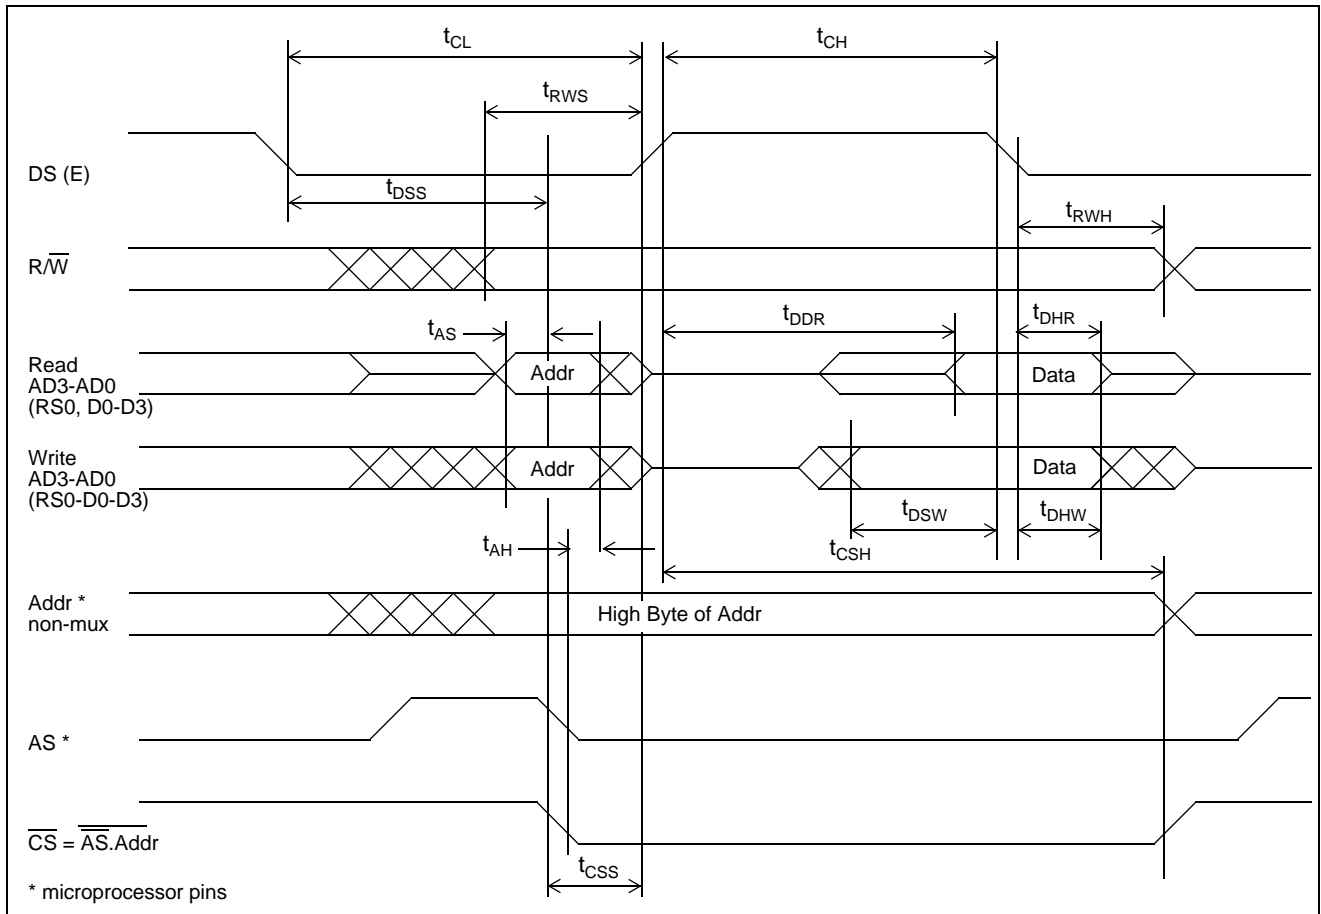 tCL
tCH
tRWS
DS (E)
tDSS
tRWH
R/W̅
tDDR
tDHR
tAS
Read
AD3-AD0
(RS0, D0-D3)
Addr
Data
Write
AD3-AD0
(RS0-D0-D3)
Addr
Data
tDSW
tDHW
tAH
tCSH
Addr *
non-mux
High Byte of Addr
AS *
C̅S̅ = A̅S̅.Addr
tCSS
* microprocessor pins